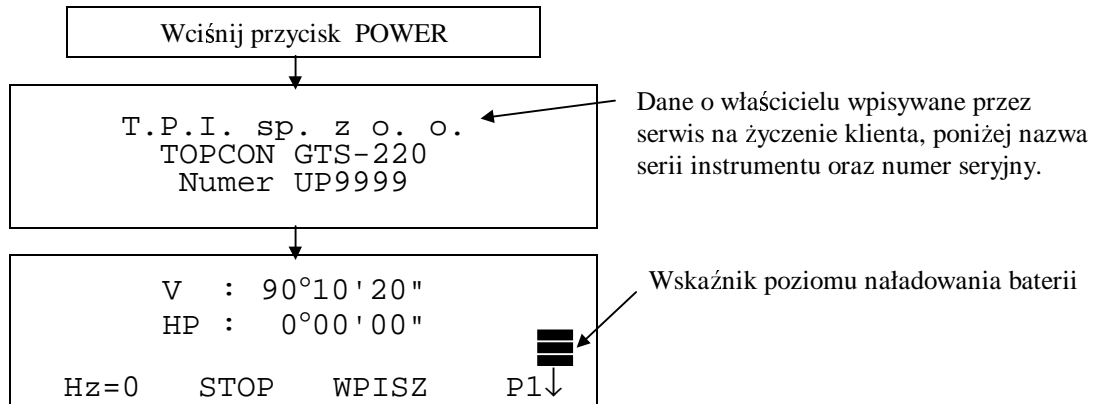 Wciśnij przycisk POWER
T.P.I. sp. z o. o.
TOPCON GTS-220
Numer UP9999
Dane o właścicielu wpisywane przez
serwis na życzenie klienta, poniżej nazwa
serii instrumentu oraz numer seryjny.
V : 90°10'20"
HP : 0°00'00"
Hz=0 STOP WPISZ P1↓
Wskaźnik poziomu naładowania baterii